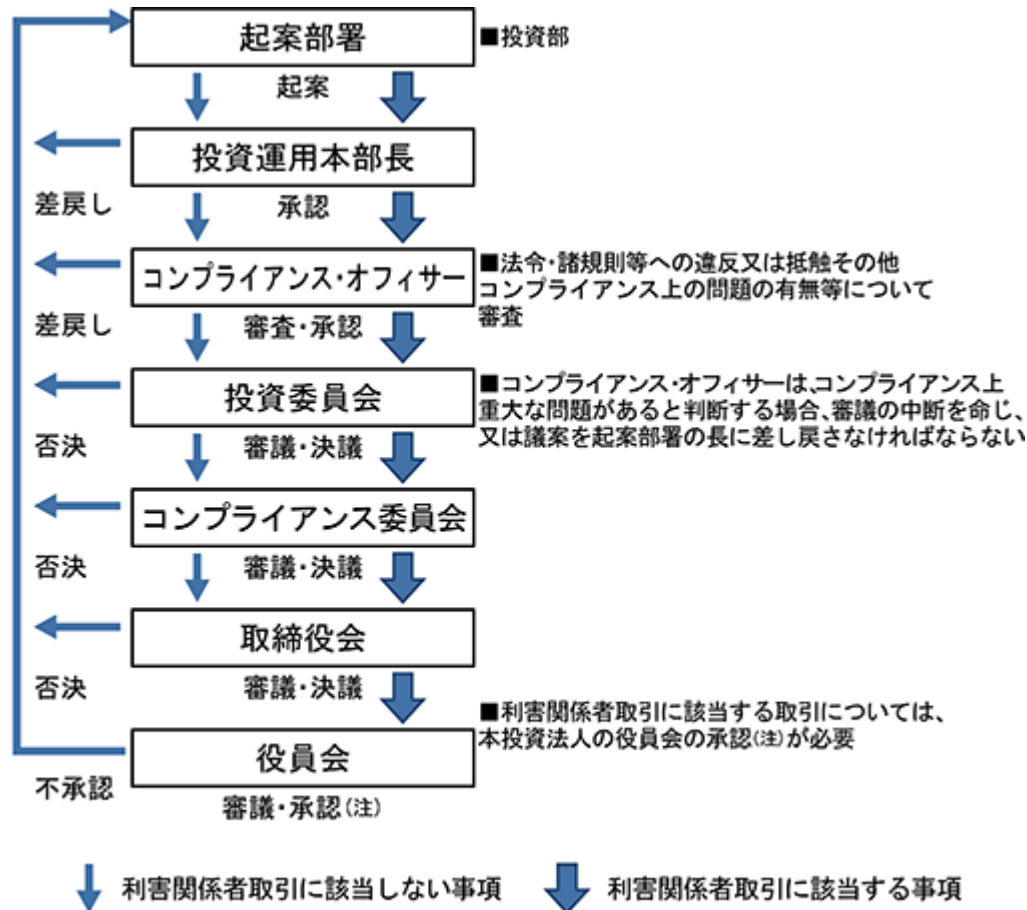 起案部署
■投資部
起案
投資運用本部長
差戻し
承認
コンプライアンス・オフィサー
■法令・諸規則等への違反又は抵触その他
コンプライアンス上の問題の有無等について
審査
差戻し
審査・承認
投資委員会
■コンプライアンス・オフィサーは、コンプライアンス上
重大な問題があると判断する場合、審議の中断を命じ、
又は議案を起案部署の長に差し戻さなければならない
否決
審議・決議
コンプライアンス委員会
否決
審議・決議
取締役会
否決
審議・決議
■利害関係者取引に該当する取引については、
本投資法人の役員会の承認(注)が必要
役員会
不承認
審議・承認(注)
利害関係者取引に該当しない事項
利害関係者取引に該当する事項